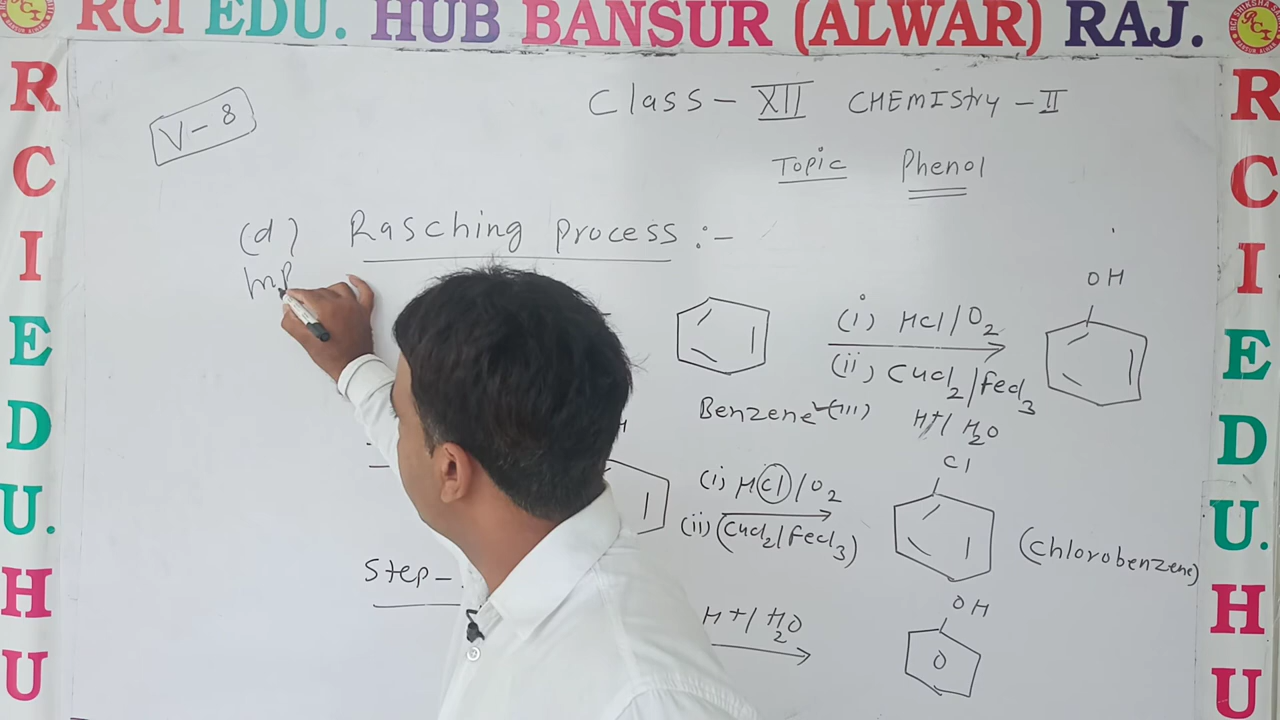 RCI EDU. HUB BANSUR (ALWAR) RAJ.
R
C
I
E
D
U.
H
U
R
C
I
E
D
U.
H
U
V-8
Class - XII CHEMIStry - II
Topic Phenol
(d) Rasching Process :-
Imp
OH
(i) HCl/O2
(ii) CuCl2/FeCl3
Benzene (iii) H+/H2O
H
Cl
(i) HCl/O2
(ii) (CuCl2/FeCl3)
(chlorobenzene)
Step-
H+/H2O
OH